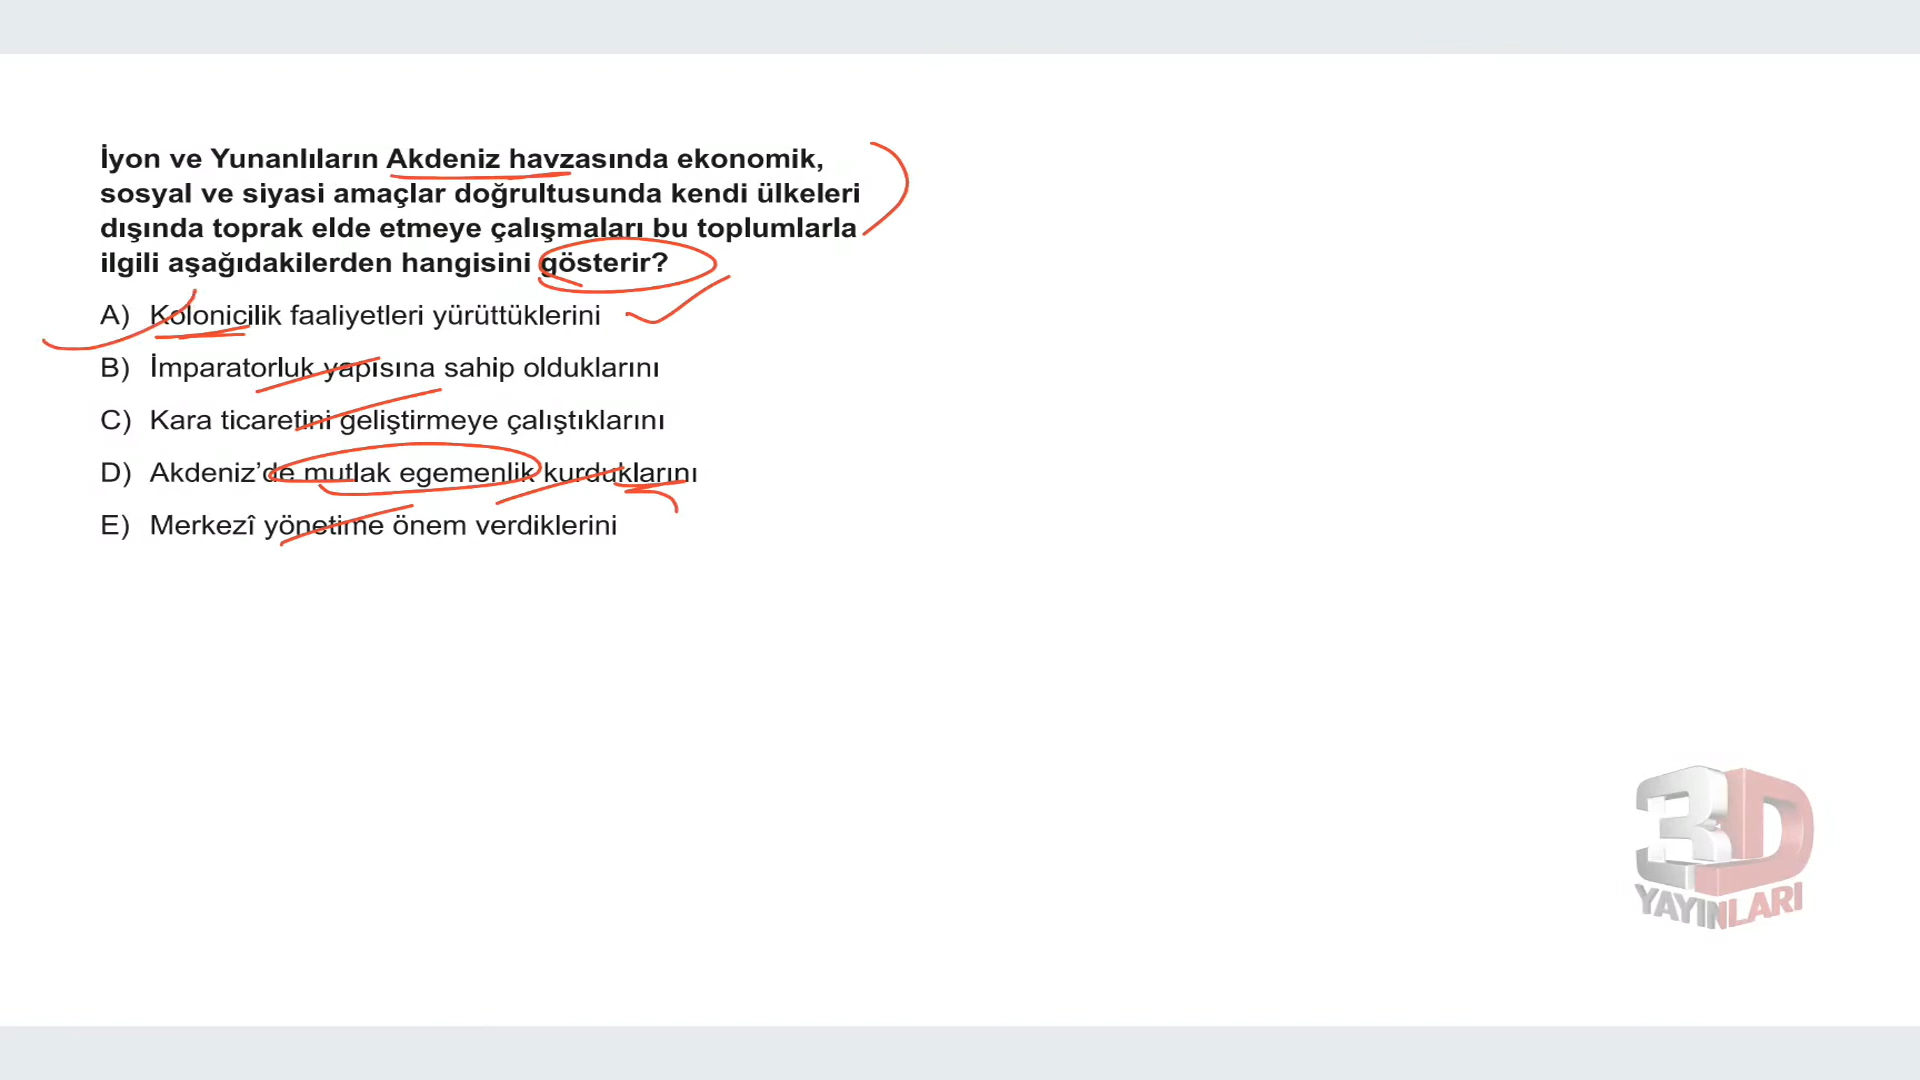 İyon ve Yunanlıların Akdeniz havzasında ekonomik,
sosyal ve siyasi amaçlar doğrultusunda kendi ülkeleri
dışında toprak elde etmeye çalışmaları bu toplumlarla
ilgili aşağıdakilerden hangisini gösterir?
A) Kolonicilik faaliyetleri yürüttüklerini
B) İmparatorluk yapısına sahip olduklarını
C) Kara ticaretini geliştirmeye çalıştıklarını
D) Akdeniz’de mutlak egemenlik kurduklarını
E) Merkezî yönetime önem verdiklerini
3D
YAYINLARI